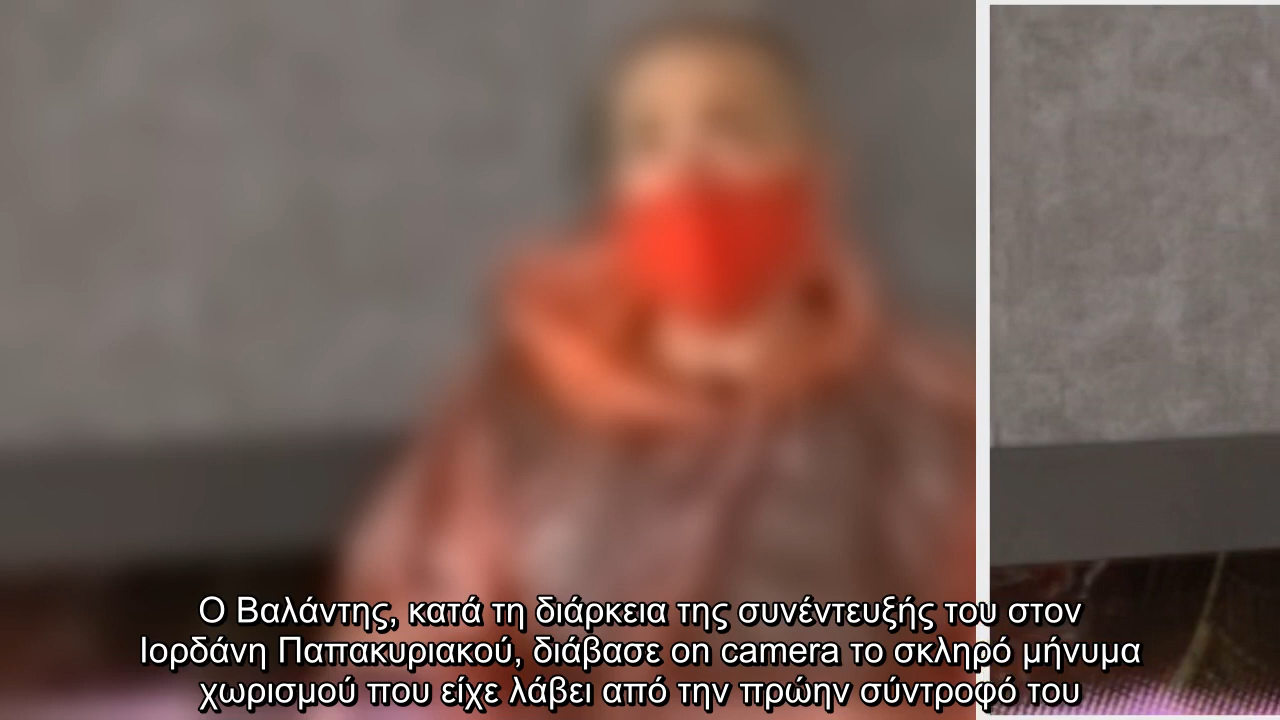 Ο Βαλάντης, κατά τη διάρκεια της συνέντευξής του στον
Ιορδάνη Παπακυριακού, διάβασε on camera το σκληρό μήνυμα
χωρισμού που είχε λάβει από την πρώην σύντροφό του